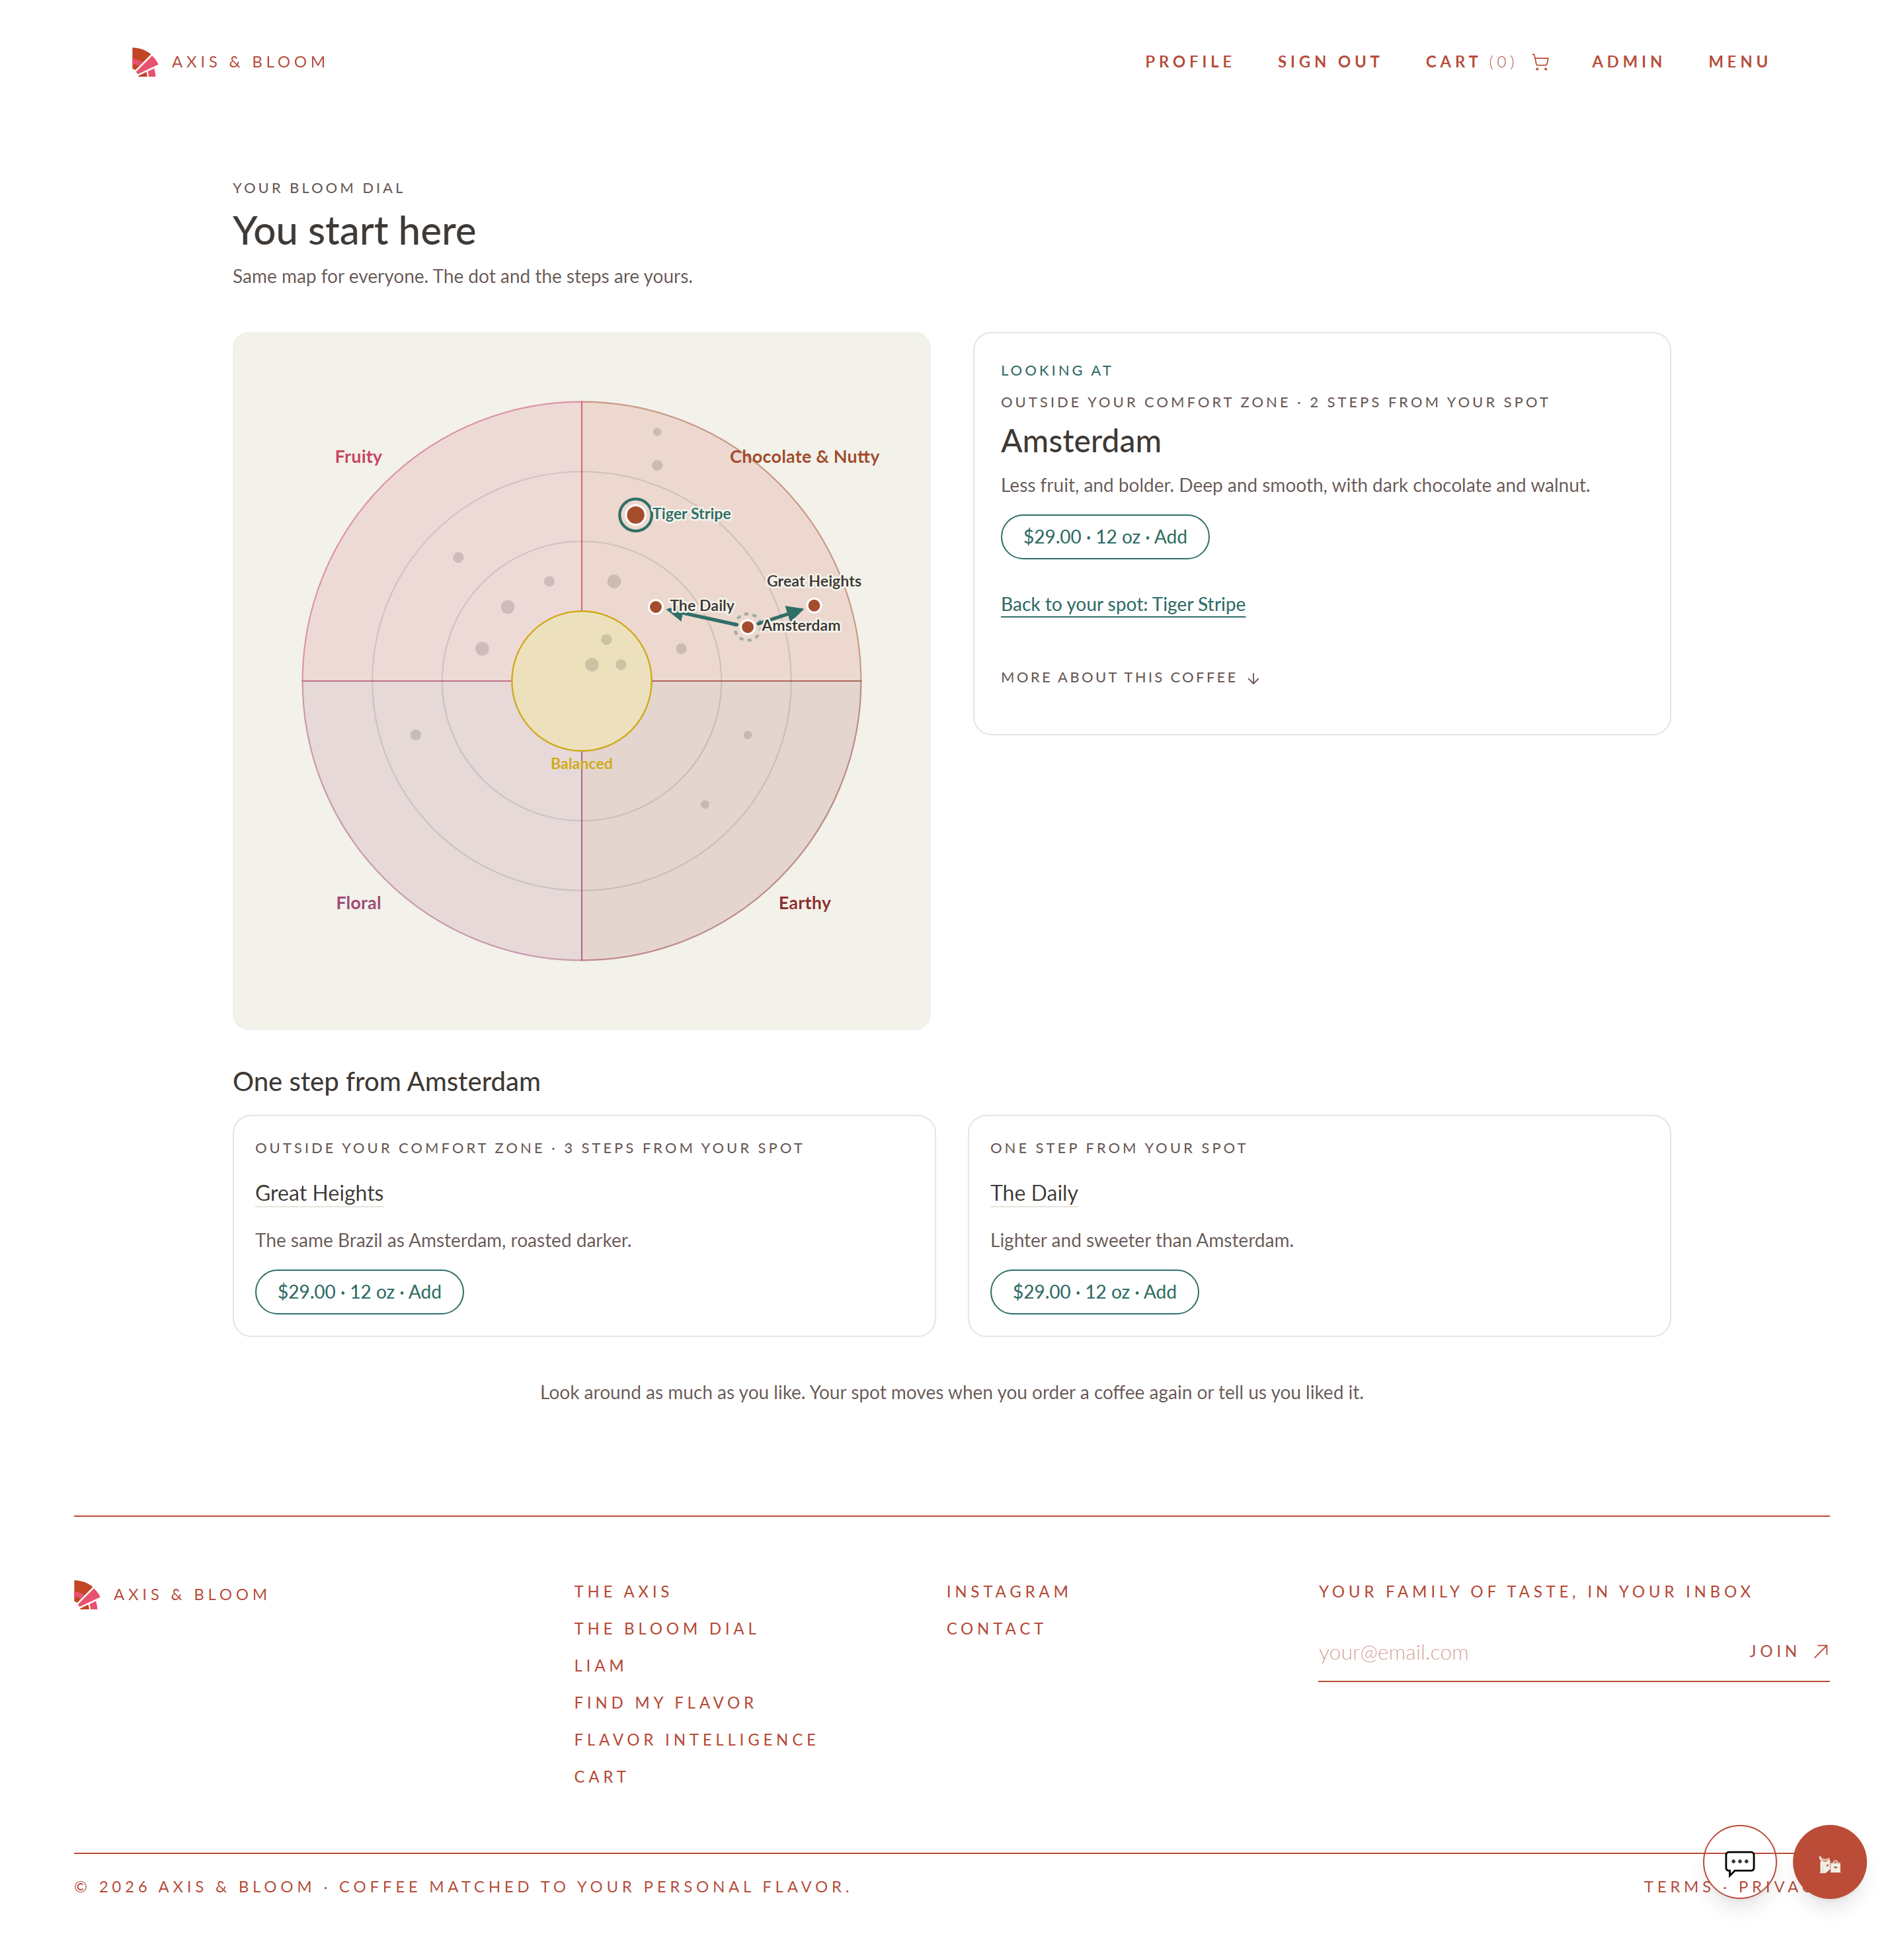 AXIS & BLOOM
PROFILE
SIGN OUT
CART (0)
ADMIN
MENU
YOUR BLOOM DIAL
You start here
Same map for everyone. The dot and the steps are yours.
Fruity
Chocolate & Nutty
Tiger Stripe
Great Heights
The Daily
Amsterdam
Balanced
Floral
Earthy
LOOKING AT
OUTSIDE YOUR COMFORT ZONE · 2 STEPS FROM YOUR SPOT
Amsterdam
Less fruit, and bolder. Deep and smooth, with dark chocolate and walnut.
$29.00 · 12 oz · Add
Back to your spot: Tiger Stripe
MORE ABOUT THIS COFFEE ↓
One step from Amsterdam
OUTSIDE YOUR COMFORT ZONE · 3 STEPS FROM YOUR SPOT
Great Heights
The same Brazil as Amsterdam, roasted darker.
$29.00 · 12 oz · Add
ONE STEP FROM YOUR SPOT
The Daily
Lighter and sweeter than Amsterdam.
$29.00 · 12 oz · Add
Look around as much as you like. Your spot moves when you order a coffee again or tell us you liked it.
AXIS & BLOOM
THE AXIS
THE BLOOM DIAL
LIAM
FIND MY FLAVOR
FLAVOR INTELLIGENCE
CART
INSTAGRAM
CONTACT
YOUR FAMILY OF TASTE, IN YOUR INBOX
your@email.com
JOIN
© 2026 AXIS & BLOOM · COFFEE MATCHED TO YOUR PERSONAL FLAVOR.
TERMS ·